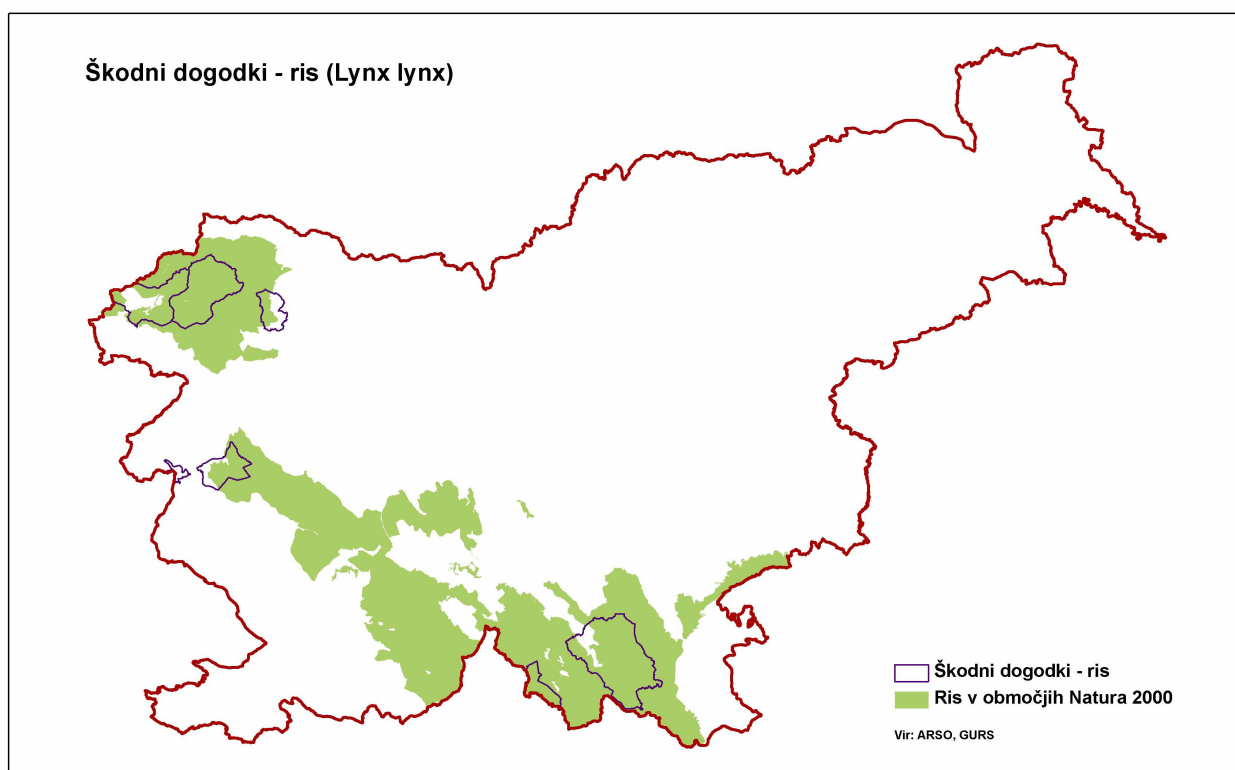 Škodni dogodki - ris (Lynx lynx)
Škodni dogodki - ris
Ris v območjih Natura 2000
Vir: ARSO, GURS